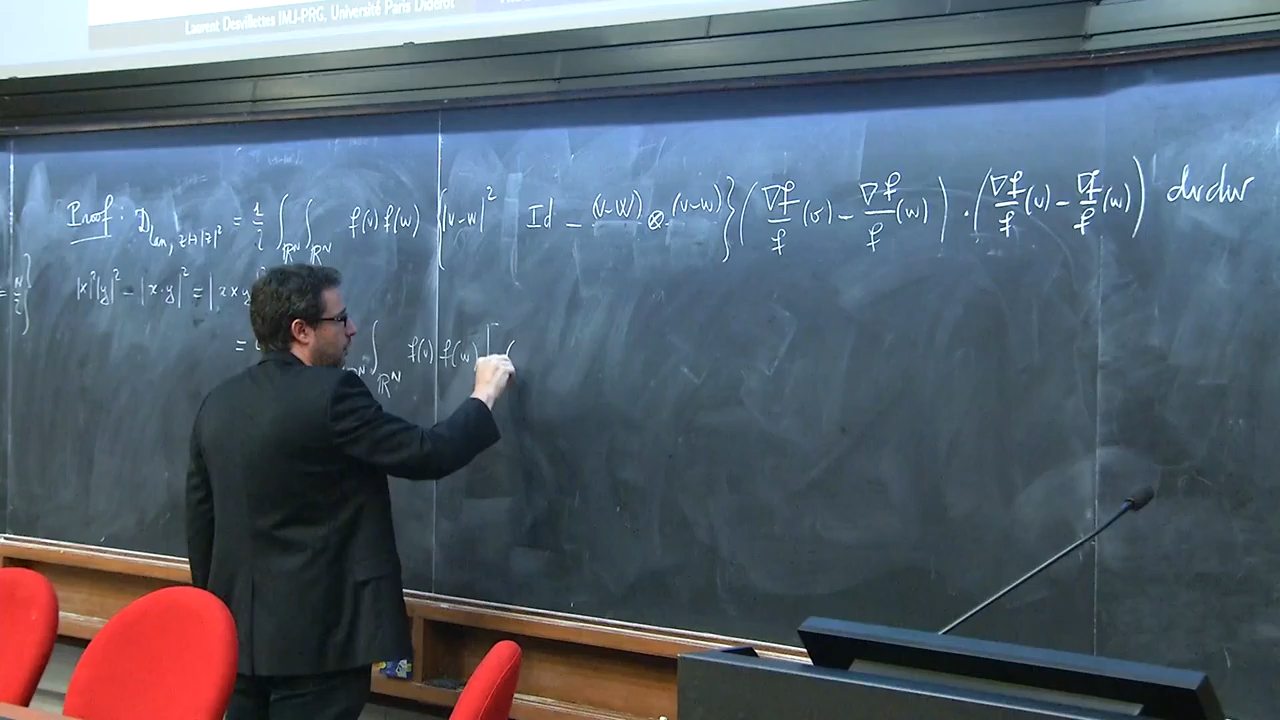 Laurent Desvillettes IMJ-PRG, Université Paris Diderot
Proof: D_{Lan, z↦|z|²} = 1/2 ∫_{ℝ^N} ∫_{ℝ^N} f(v) f(w) {|v-w|² Id - (v-w) ⊗ (v-w)} (∇f/f (v) - ∇f/f (w)) · (∇f/f (v) - ∇f/f (w)) dv dw
= N/2} |x|²|y|² - |x·y|² = |x×y
= ∫_{ℝ^N} f(v) f(w) | (